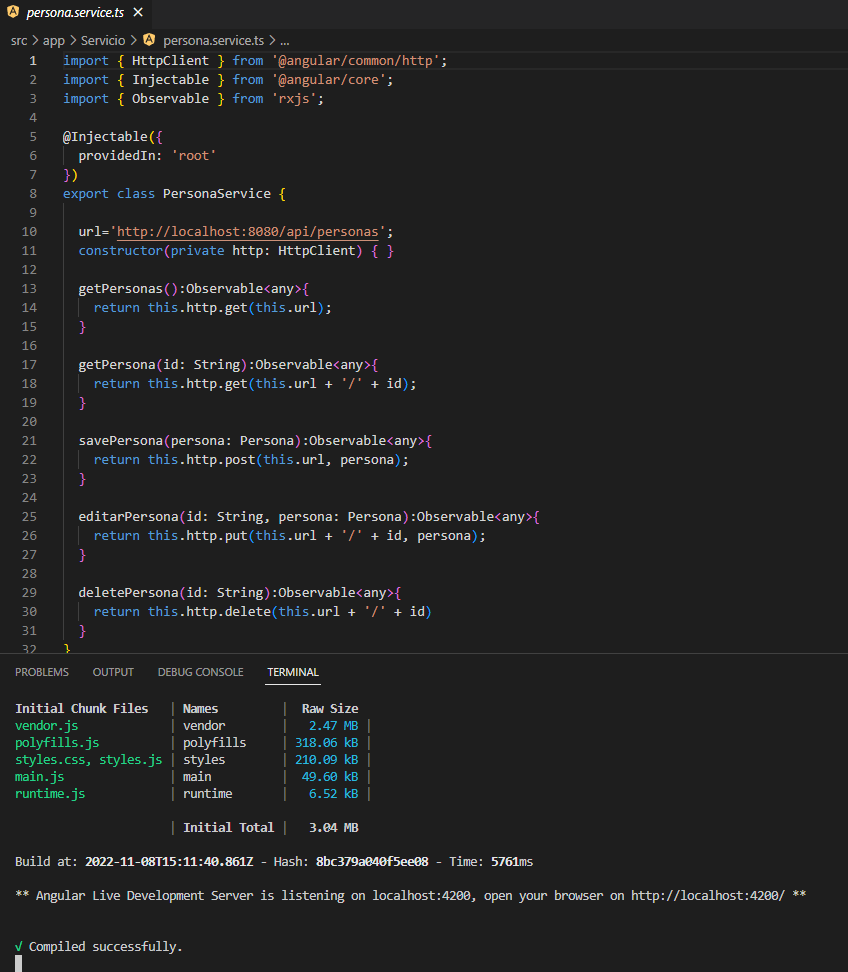 persona.service.ts ×
src > app > Servicio > persona.service.ts > ...
1 import { HttpClient } from '@angular/common/http';
2 import { Injectable } from '@angular/core';
3 import { Observable } from 'rxjs';
4
5 @Injectable({
6   providedIn: 'root'
7 })
8 export class PersonaService {
9
10   url='http://localhost:8080/api/personas';
11   constructor(private http: HttpClient) { }
12
13   getPersonas():Observable<any>{
14     return this.http.get(this.url);
15   }
16
17   getPersona(id: String):Observable<any>{
18     return this.http.get(this.url + '/' + id);
19   }
20
21   savePersona(persona: Persona):Observable<any>{
22     return this.http.post(this.url, persona);
23   }
24
25   editarPersona(id: String, persona: Persona):Observable<any>{
26     return this.http.put(this.url + '/' + id, persona);
27   }
28
29   deletePersona(id: String):Observable<any>{
30     return this.http.delete(this.url + '/' + id)
31   }
32 }
PROBLEMS OUTPUT DEBUG CONSOLE TERMINAL
Initial Chunk Files | Names | Raw Size
vendor.js | vendor | 2.47 MB |
polyfills.js | polyfills | 318.06 kB |
styles.css, styles.js | styles | 210.09 kB |
main.js | main | 49.60 kB |
runtime.js | runtime | 6.52 kB |
| Initial Total | 3.04 MB
Build at: 2022-11-08T15:11:40.861Z - Hash: 8bc379a040f5ee08 - Time: 5761ms
** Angular Live Development Server is listening on localhost:4200, open your browser on http://localhost:4200/ **
√ Compiled successfully.